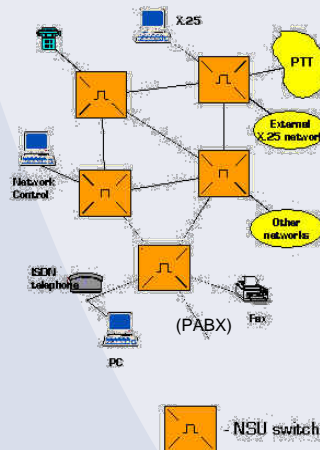 X.25
PTT
External
X.25 network
Network
Control
Other
networks
ISDN
telephone
(PABX)
Fax
PC
- NSU switch